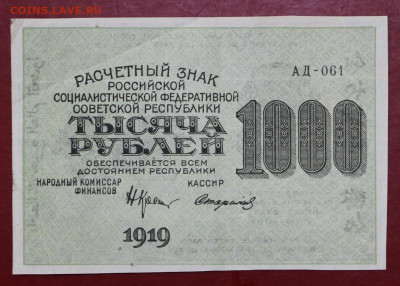 COINS.LAVE.RU
РАСЧЕТНЫЙ ЗНАК
РОССИЙСКОЙ
СОЦИАЛИСТИЧЕСКОЙ ФЕДЕРАТИВНОЙ
СОВЕТСКОЙ РЕСПУБЛИКИ
АД-061
ТЫСЯЧА
РУБЛЕЙ
1000
ОБЕСПЕЧИВАЕТСЯ ВСЕМ
ДОСТОЯНИЕМ РЕСПУБЛИКИ
НАРОДНЫЙ КОМИССАР
ФИНАНСОВ
КАССИР
1919